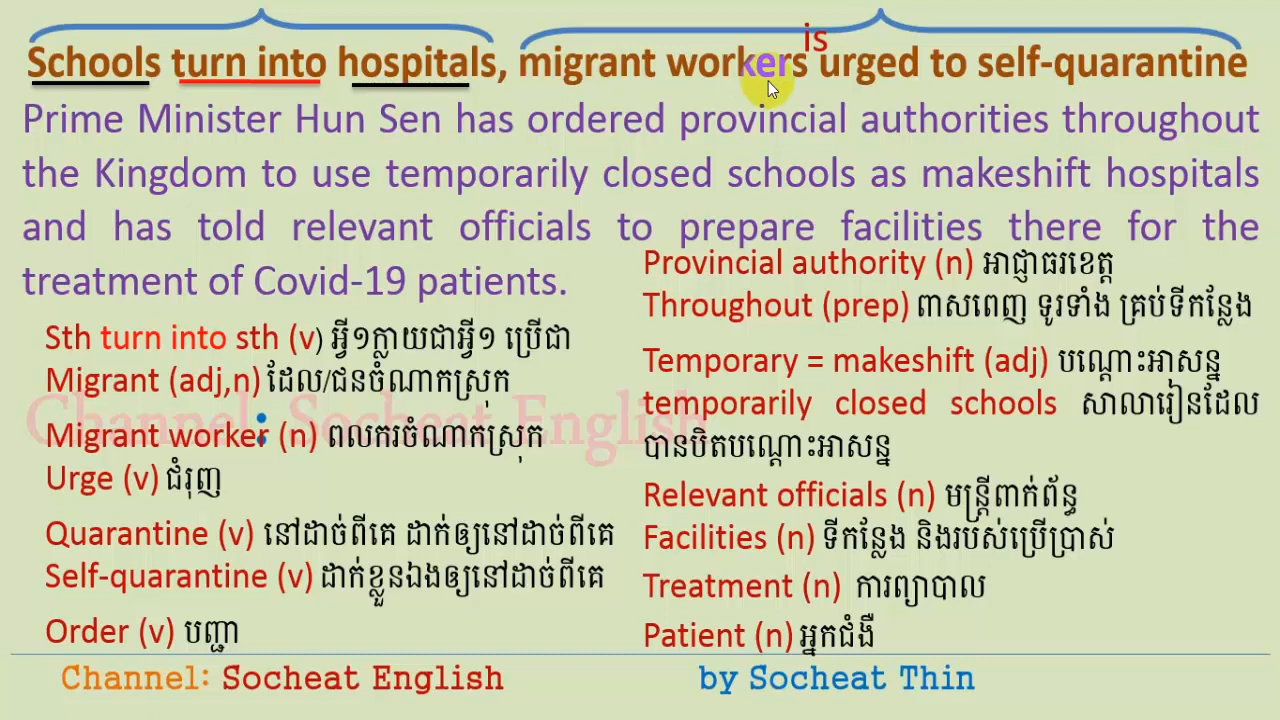 is
Schools turn into hospitals, migrant workers urged to self-quarantine
Prime Minister Hun Sen has ordered provincial authorities throughout
the Kingdom to use temporarily closed schools as makeshift hospitals
and has told relevant officials to prepare facilities there for the
treatment of Covid-19 patients.
Sth turn into sth (v) អ្វី១ក្លាយជាអ្វី១ ប្រើជា
Migrant (adj,n) ដែល/ជនចំណាកស្រុក
Channel: Socheat English
Migrant worker (n) ពលករចំណាកស្រុក
Urge (v) ជំរុញ
Quarantine (v) នៅដាច់ពីគេ ដាក់ឲ្យនៅដាច់ពីគេ
Self-quarantine (v) ដាក់ខ្លួនឯងឲ្យនៅដាច់ពីគេ
Order (v) បញ្ជា
Provincial authority (n) អាជ្ញាធរខេត្ត
Throughout (prep) ពាសពេញ ទូរទាំង គ្រប់ទីកន្លែង
Temporary = makeshift (adj) បណ្តោះអាសន្ន
temporarily closed schools សាលារៀនដែល
បានបិតបណ្តោះអាសន្ន
Relevant officials (n) មន្ត្រីពាក់ព័ន្ធ
Facilities (n) ទីកន្លែង និងរបស់ប្រើប្រាស់
Treatment (n) ការព្យាបាល
Patient (n) អ្នកជំងឺ
Channel: Socheat English
by Socheat Thin